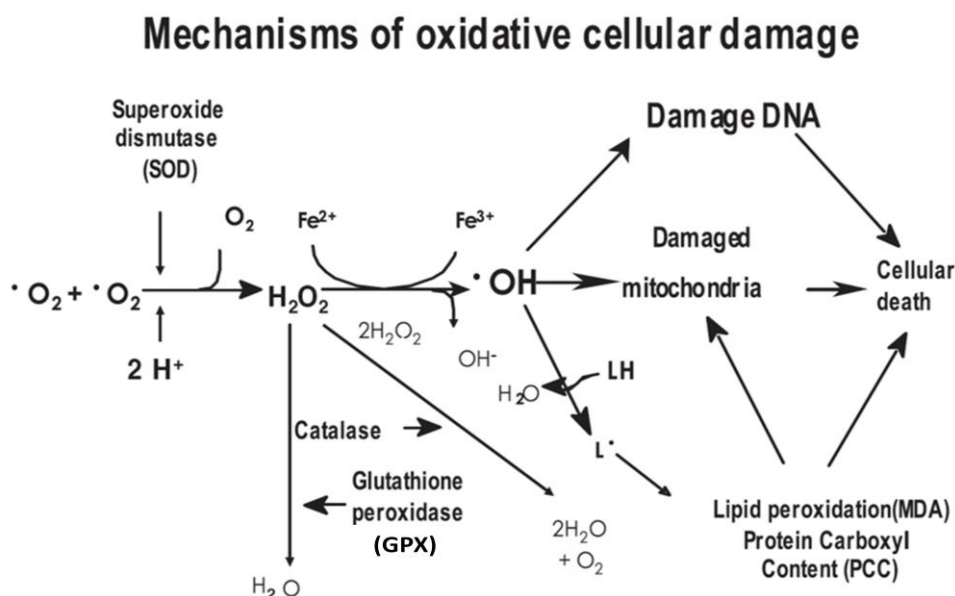 Mechanisms of oxidative cellular damage
Superoxide
dismutase
(SOD)
Damage DNA
O₂
Fe²⁺
Fe³⁺
Damaged
mitochondria
Cellular
death
˙O₂ + ˙O₂
H₂O₂
˙OH
2H₂O₂
OH⁻
2 H⁺
H₂O
LH
Catalase
L˙
Glutathione
peroxidase
(GPX)
2H₂O
+ O₂
Lipid peroxidation(MDA)
Protein Carboxyl
Content (PCC)
H₂O